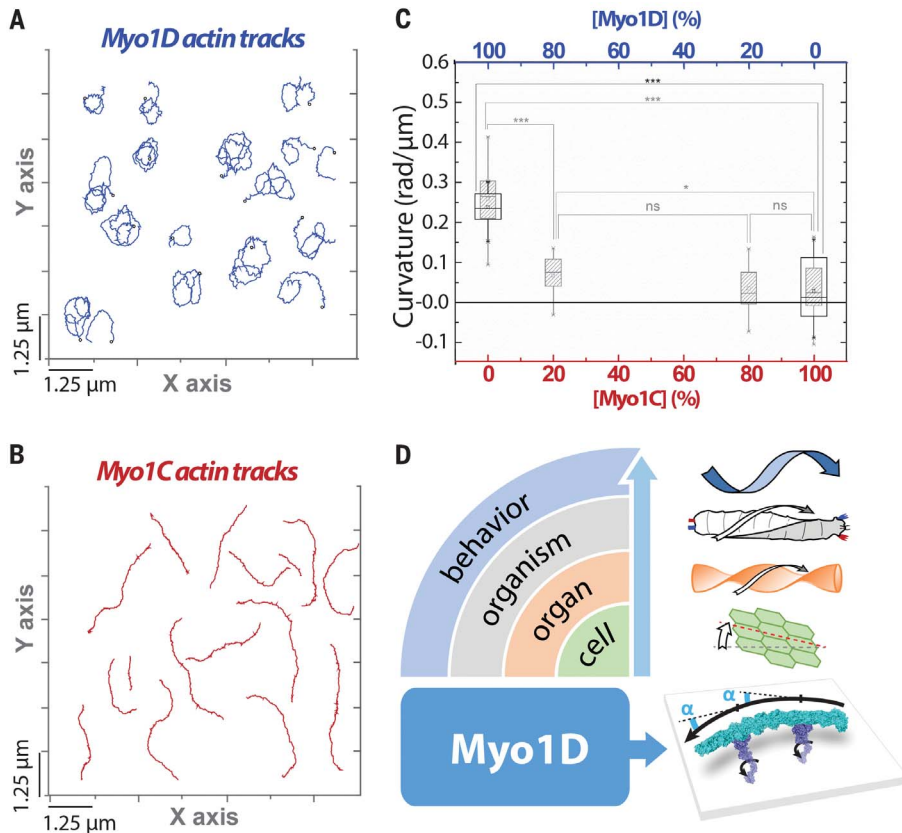 A
Myo1D actin tracks
Y axis
1.25 μm
1.25 μm
X axis
B
Myo1C actin tracks
Y axis
1.25 μm
1.25 μm
X axis
C
[Myo1D] (%)
100 80 60 40 20 0
Curvature (rad/μm)
0.6
0.5
0.4
0.3
0.2
0.1
-0.0
-0.1
***
***
***
*
ns
ns
0 20 40 60 80 100
[Myo1C] (%)
D
behavior
organism
organ
cell
Myo1D
α
α